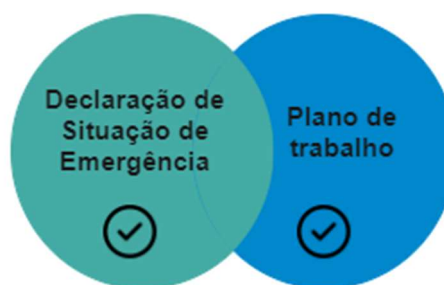 Declaração de
Situação de
Emergência
Plano de
trabalho